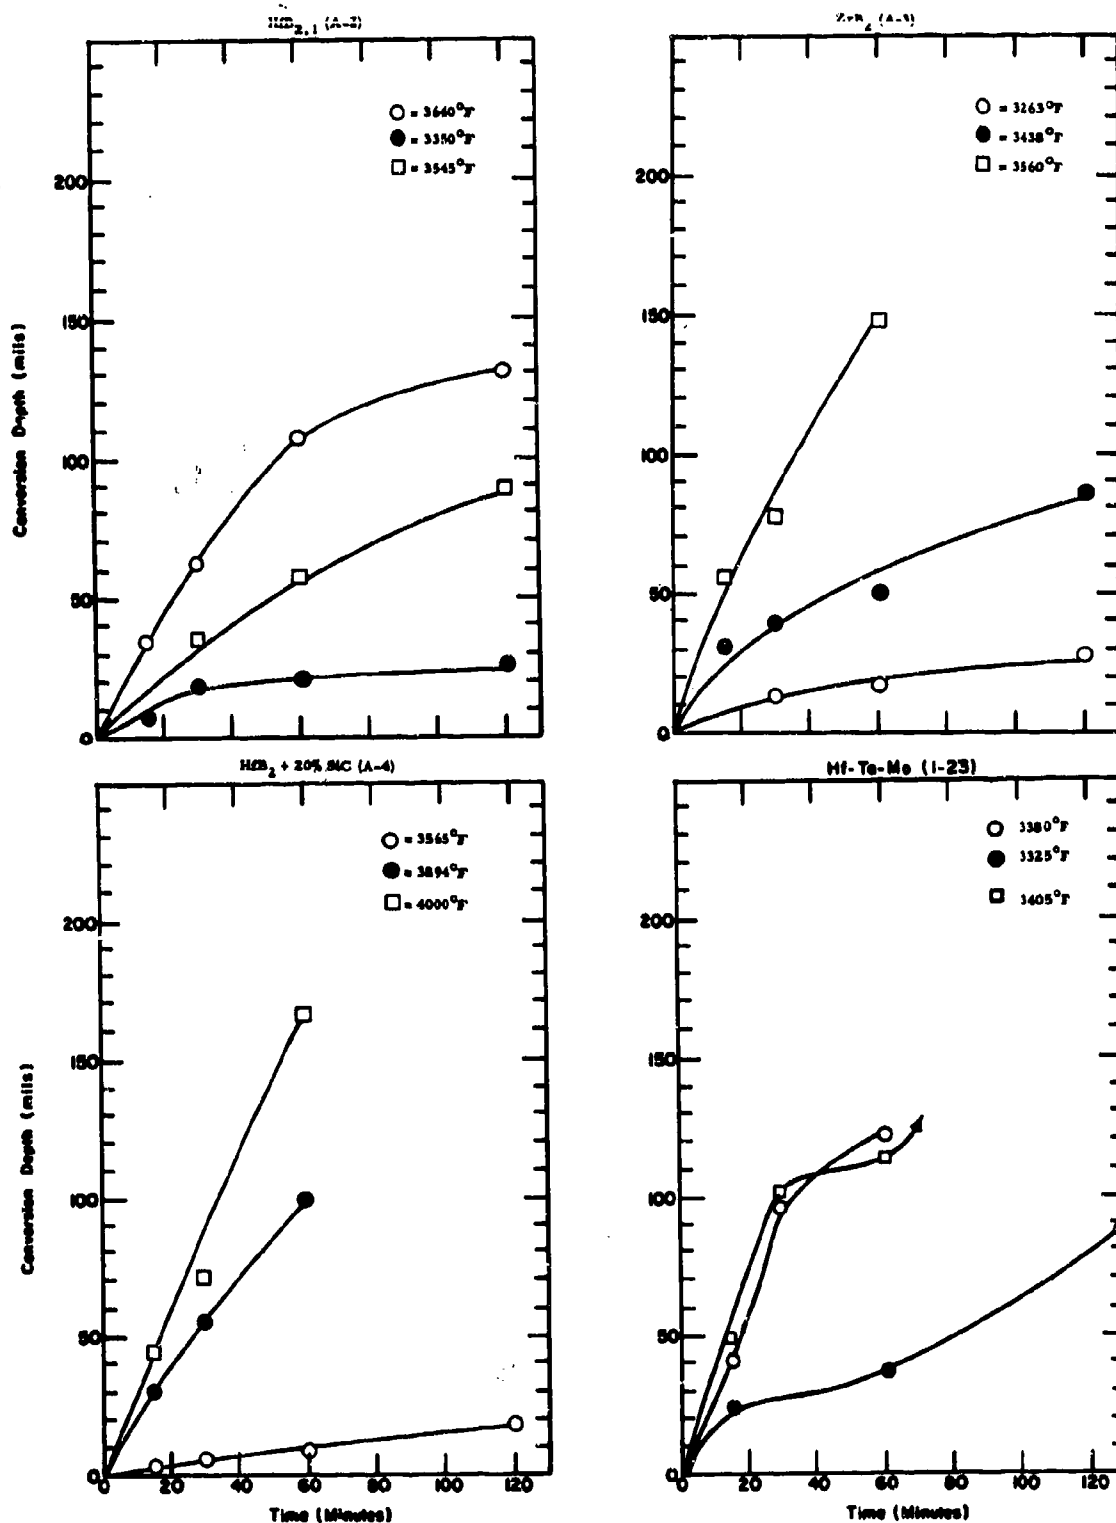 HfB2.1 (A-2)
○ = 3640°F
● = 3350°F
□ = 3545°F
200
150
100
50
0
Conversion Depth (mils)
ZrB2 (A-3)
○ = 3263°F
● = 3438°F
□ = 3560°F
200
150
100
50
0
HfB2 + 20% SiC (A-4)
○ = 3565°F
● = 3894°F
□ = 4000°F
200
150
100
50
0
Conversion Depth (mils)
20 40 60 80 100 120
Time (Minutes)
Hf-Ta-Mo (I-23)
○ 3380°F
● 3325°F
□ 3405°F
200
150
100
50
0
0 20 40 60 80 100 120
Time (Minutes)